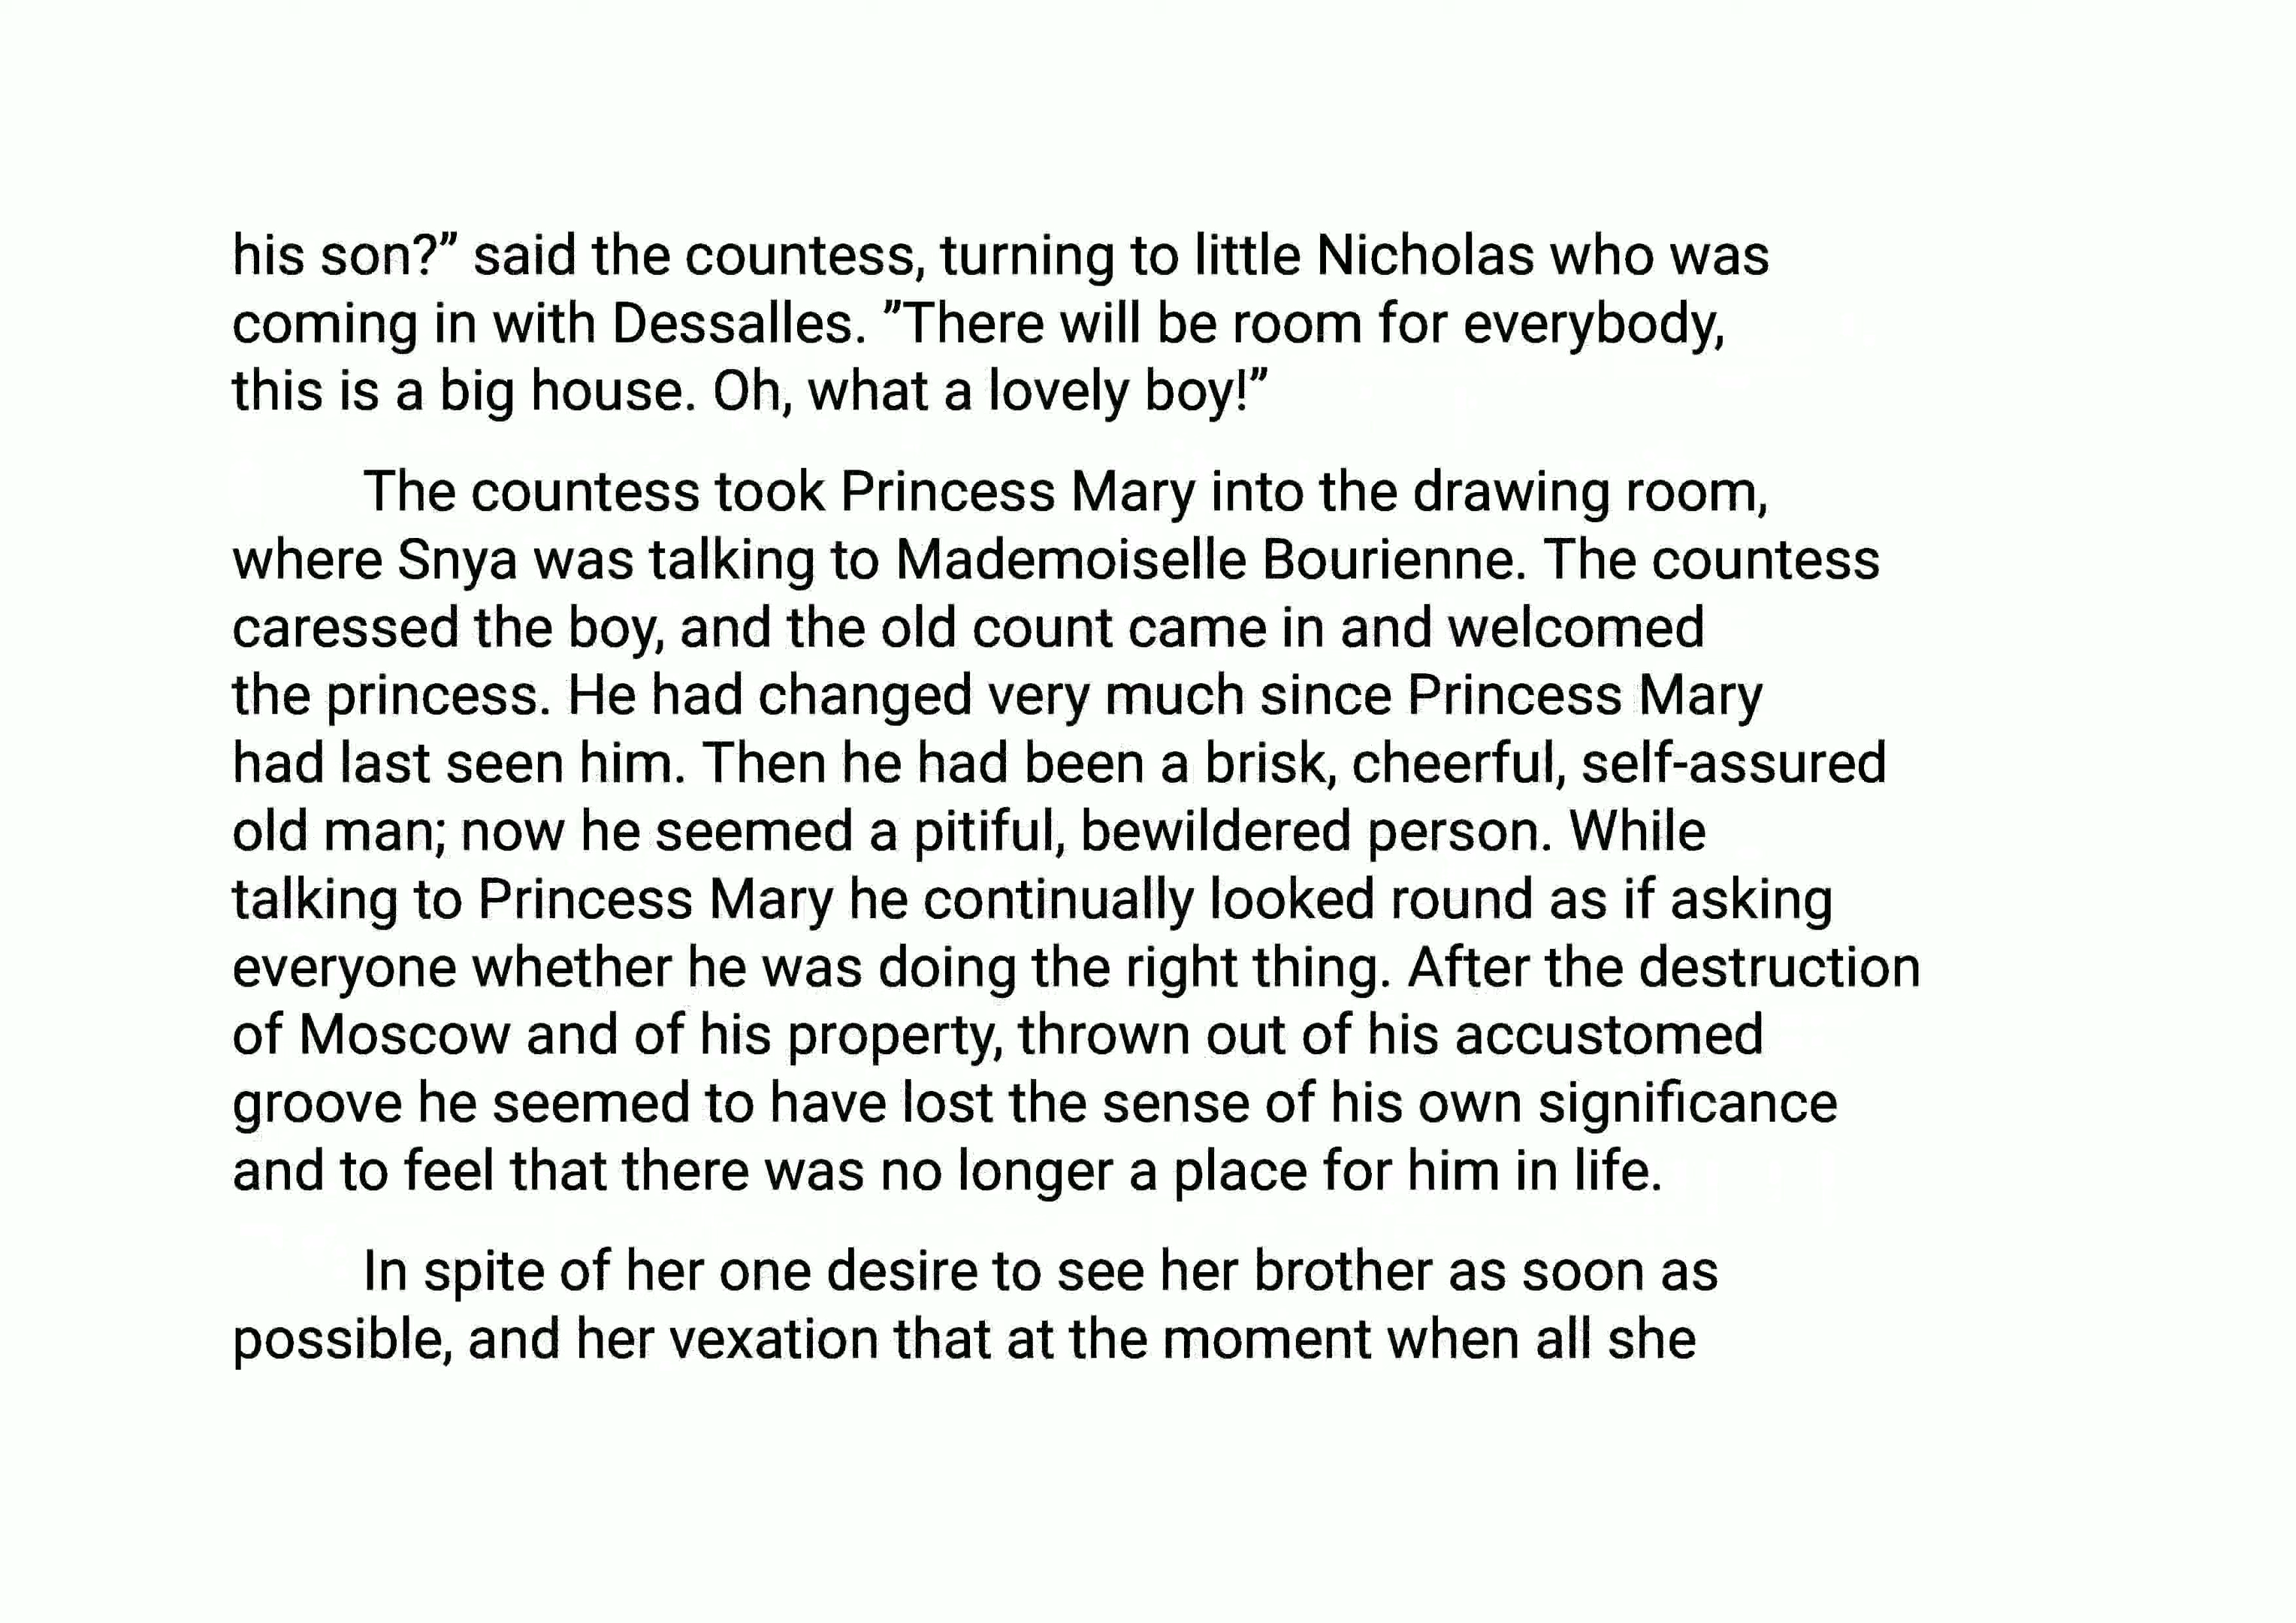 his son?” said the countess, turning to little Nicholas who was
coming in with Dessalles. ”There will be room for everybody,
this is a big house. Oh, what a lovely boy!”
The countess took Princess Mary into the drawing room,
where Snya was talking to Mademoiselle Bourienne. The countess
caressed the boy, and the old count came in and welcomed
the princess. He had changed very much since Princess Mary
had last seen him. Then he had been a brisk, cheerful, self-assured
old man; now he seemed a pitiful, bewildered person. While
talking to Princess Mary he continually looked round as if asking
everyone whether he was doing the right thing. After the destruction
of Moscow and of his property, thrown out of his accustomed
groove he seemed to have lost the sense of his own significance
and to feel that there was no longer a place for him in life.
In spite of her one desire to see her brother as soon as
possible, and her vexation that at the moment when all she